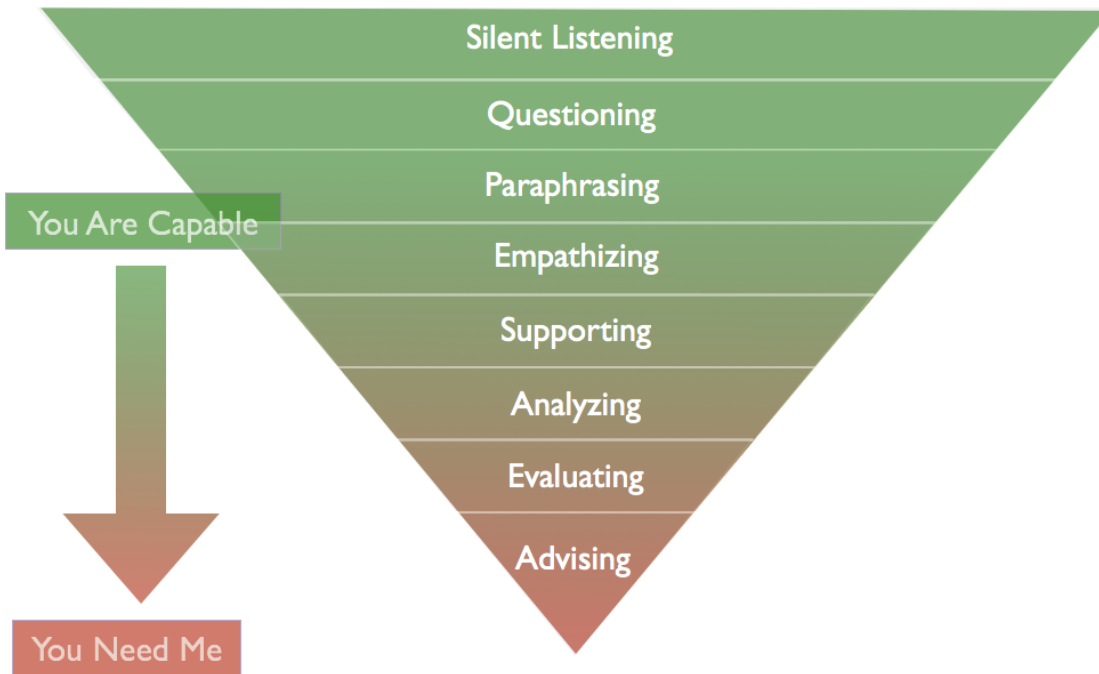 Silent Listening
Questioning
Paraphrasing
You Are Capable
Empathizing
Supporting
Analyzing
Evaluating
Advising
You Need Me